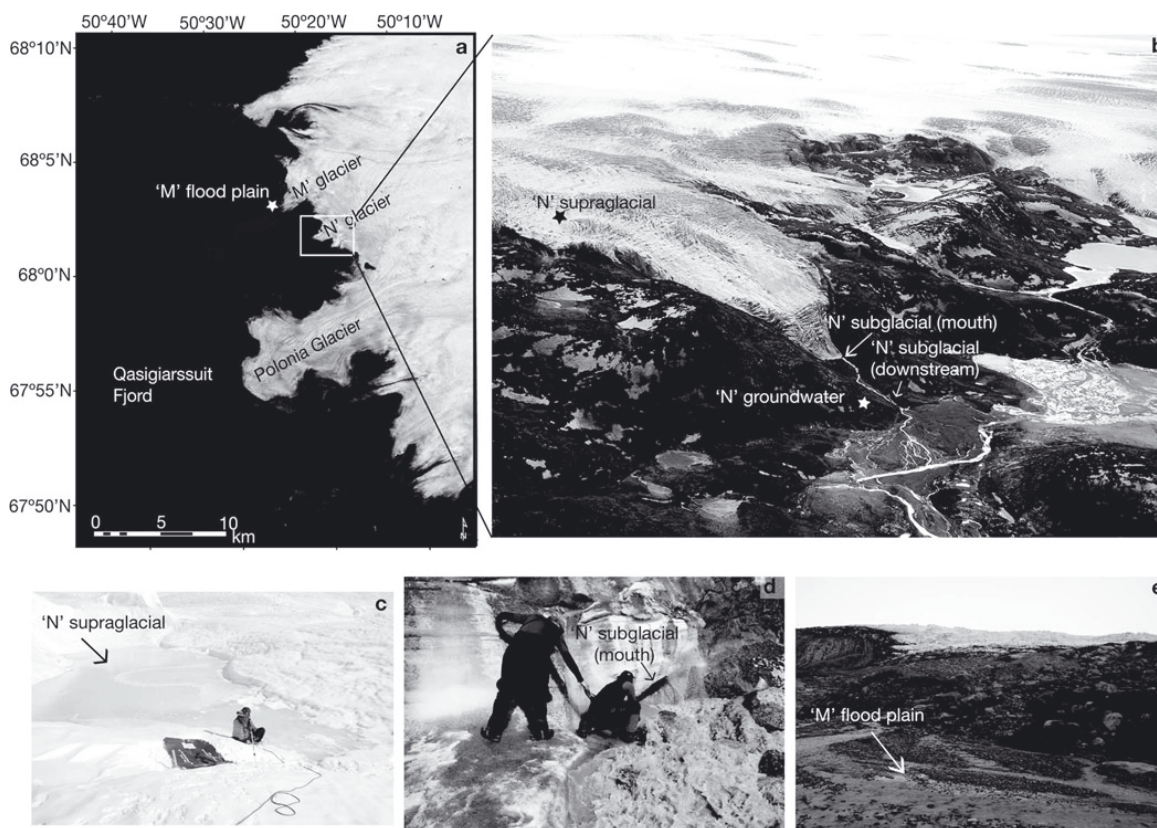 50°40'W 50°30'W 50°20'W 50°10'W
68°10'N
68°5'N
68°0'N
67°55'N
67°50'N
a
'M' glacier
'M' flood plain
'N' glacier
Polonia Glacier
Qasigiarssuit
Fjord
0 5 10
km
N
b
'N' supraglacial
'N' subglacial (mouth)
'N' subglacial
(downstream)
'N' groundwater
c
'N' supraglacial
d
'N' subglacial
(mouth)
e
'M' flood plain